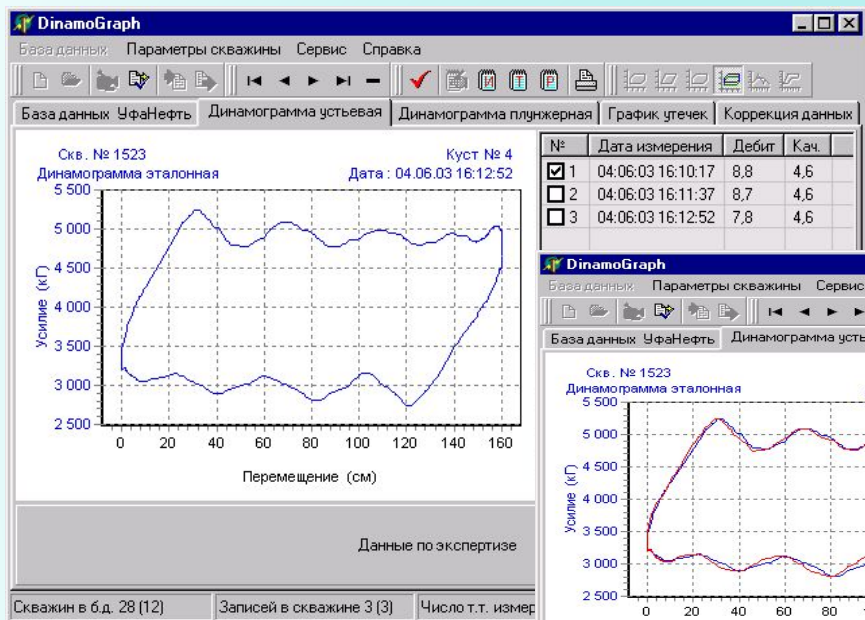 DinamoGraph
База данных Параметры скважины Сервис Справка
И Т Р
База данных УфаНефть Динамограмма устьевая Динамограмма плунжерная График утечек Коррекция данных
Скв. № 1523 Куст № 4
Динамограмма эталонная Дата : 04.06.03 16:12:52
Усилие (кГ)
5 500
5 000
4 500
4 000
3 500
3 000
2 500
0 20 40 60 80 100 120 140 160
Перемещение (см)
№ Дата измерения Дебит Кач.
1 04:06:03 16:10:17 8,8 4,6
2 04:06:03 16:11:37 8,7 4,6
3 04:06:03 16:12:52 7,8 4,6
Данные по экспертизе
Скважин в б.д. 28 (12) Записей в скважине 3 (3) Число т.т. измер
DinamoGraph
База данных Параметры скважины Сервис
База данных УфаНефть Динамограмма усть
Скв. № 1523
Динамограмма эталонная
Усилие (кГ)
5 500
5 000
4 500
4 000
3 500
3 000
2 500
0 20 40 60 80